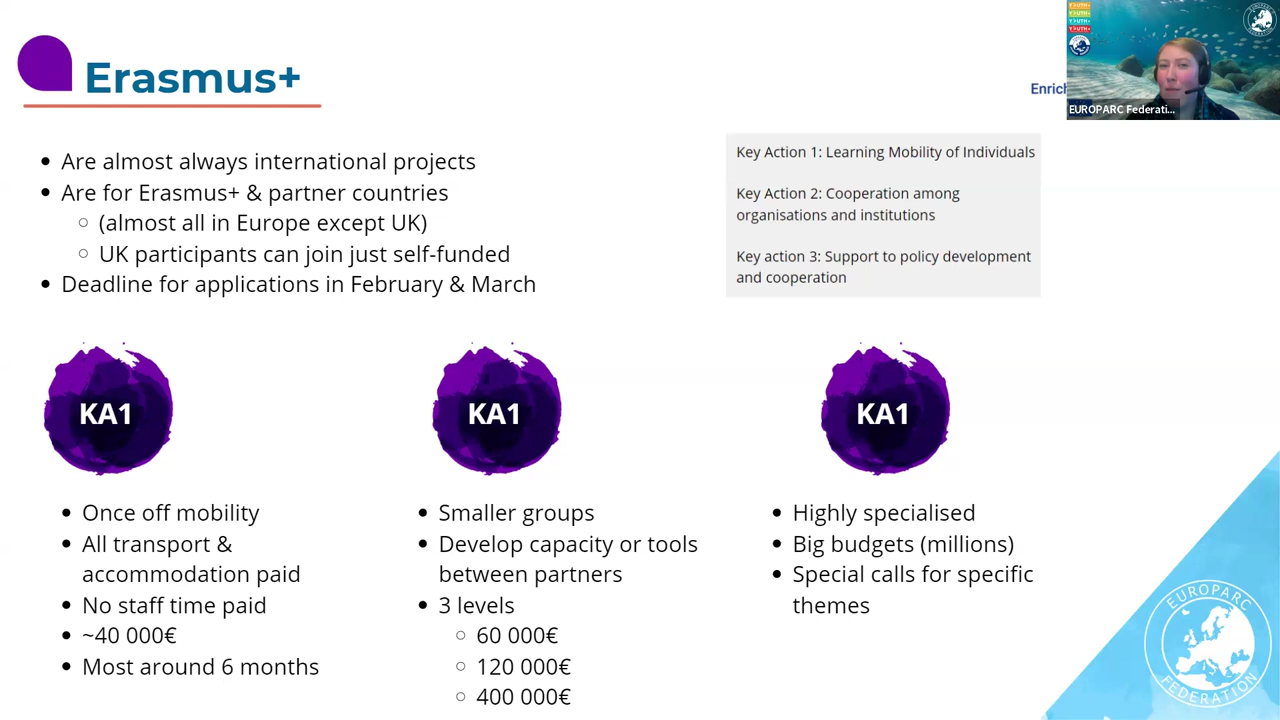 Erasmus+
Enrich
YOUTH+
YOUTH+
YOUTH+
YOUTH+
EUROPARC Federati...
Are almost always international projects
Are for Erasmus+ & partner countries
(almost all in Europe except UK)
UK participants can join just self-funded
Deadline for applications in February & March
Key Action 1: Learning Mobility of Individuals
Key Action 2: Cooperation among
organisations and institutions
Key action 3: Support to policy development
and cooperation
KA1
Once off mobility
All transport &
accommodation paid
No staff time paid
~40 000€
Most around 6 months
KA1
Smaller groups
Develop capacity or tools
between partners
3 levels
60 000€
120 000€
400 000€
KA1
Highly specialised
Big budgets (millions)
Special calls for specific
themes
EUROPARC
FEDERATION